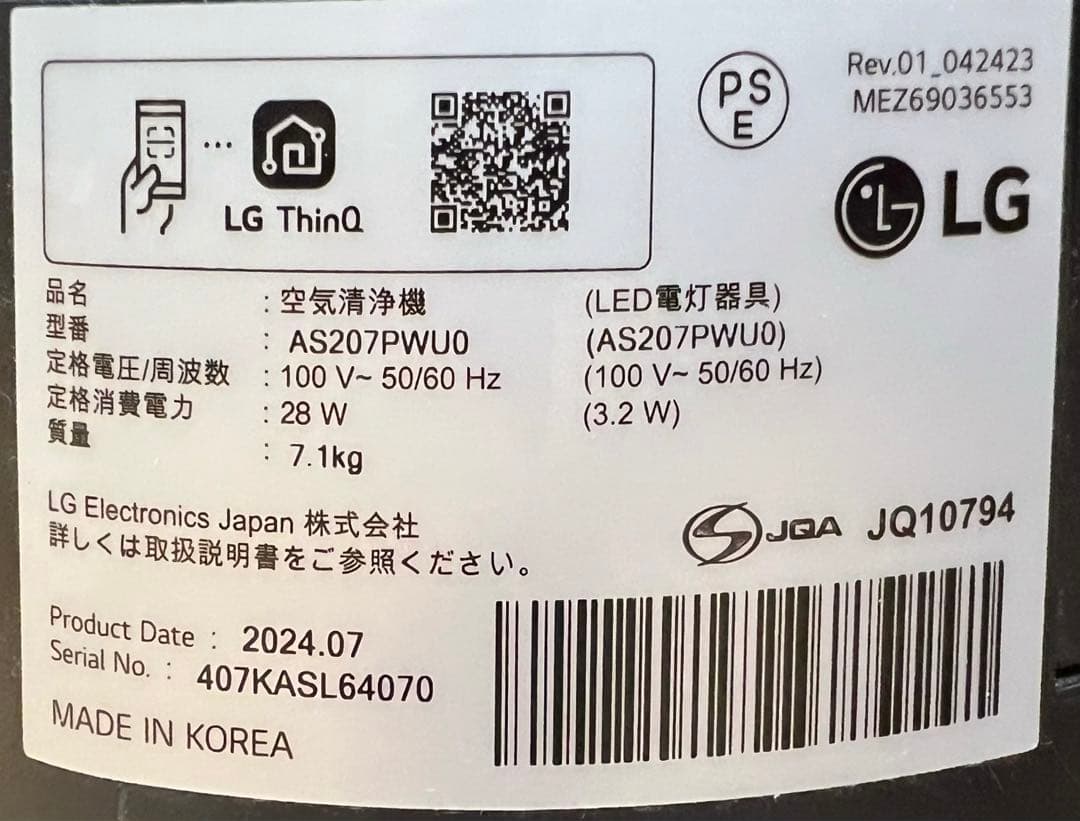 PS
E
Rev.01_042423
MEZ69036553
LG ThinQ
LG
品名 : 空気清浄機 (LED電灯器具)
型番 : AS207PWU0 (AS207PWU0)
定格電圧/周波数 : 100 V~ 50/60 Hz (100 V~ 50/60 Hz)
定格消費電力 : 28 W (3.2 W)
質量 : 7.1kg
LG Electronics Japan 株式会社
詳しくは取扱説明書をご参照ください。
JQA JQ10794
Product Date : 2024.07
Serial No. : 407KASL64070
MADE IN KOREA